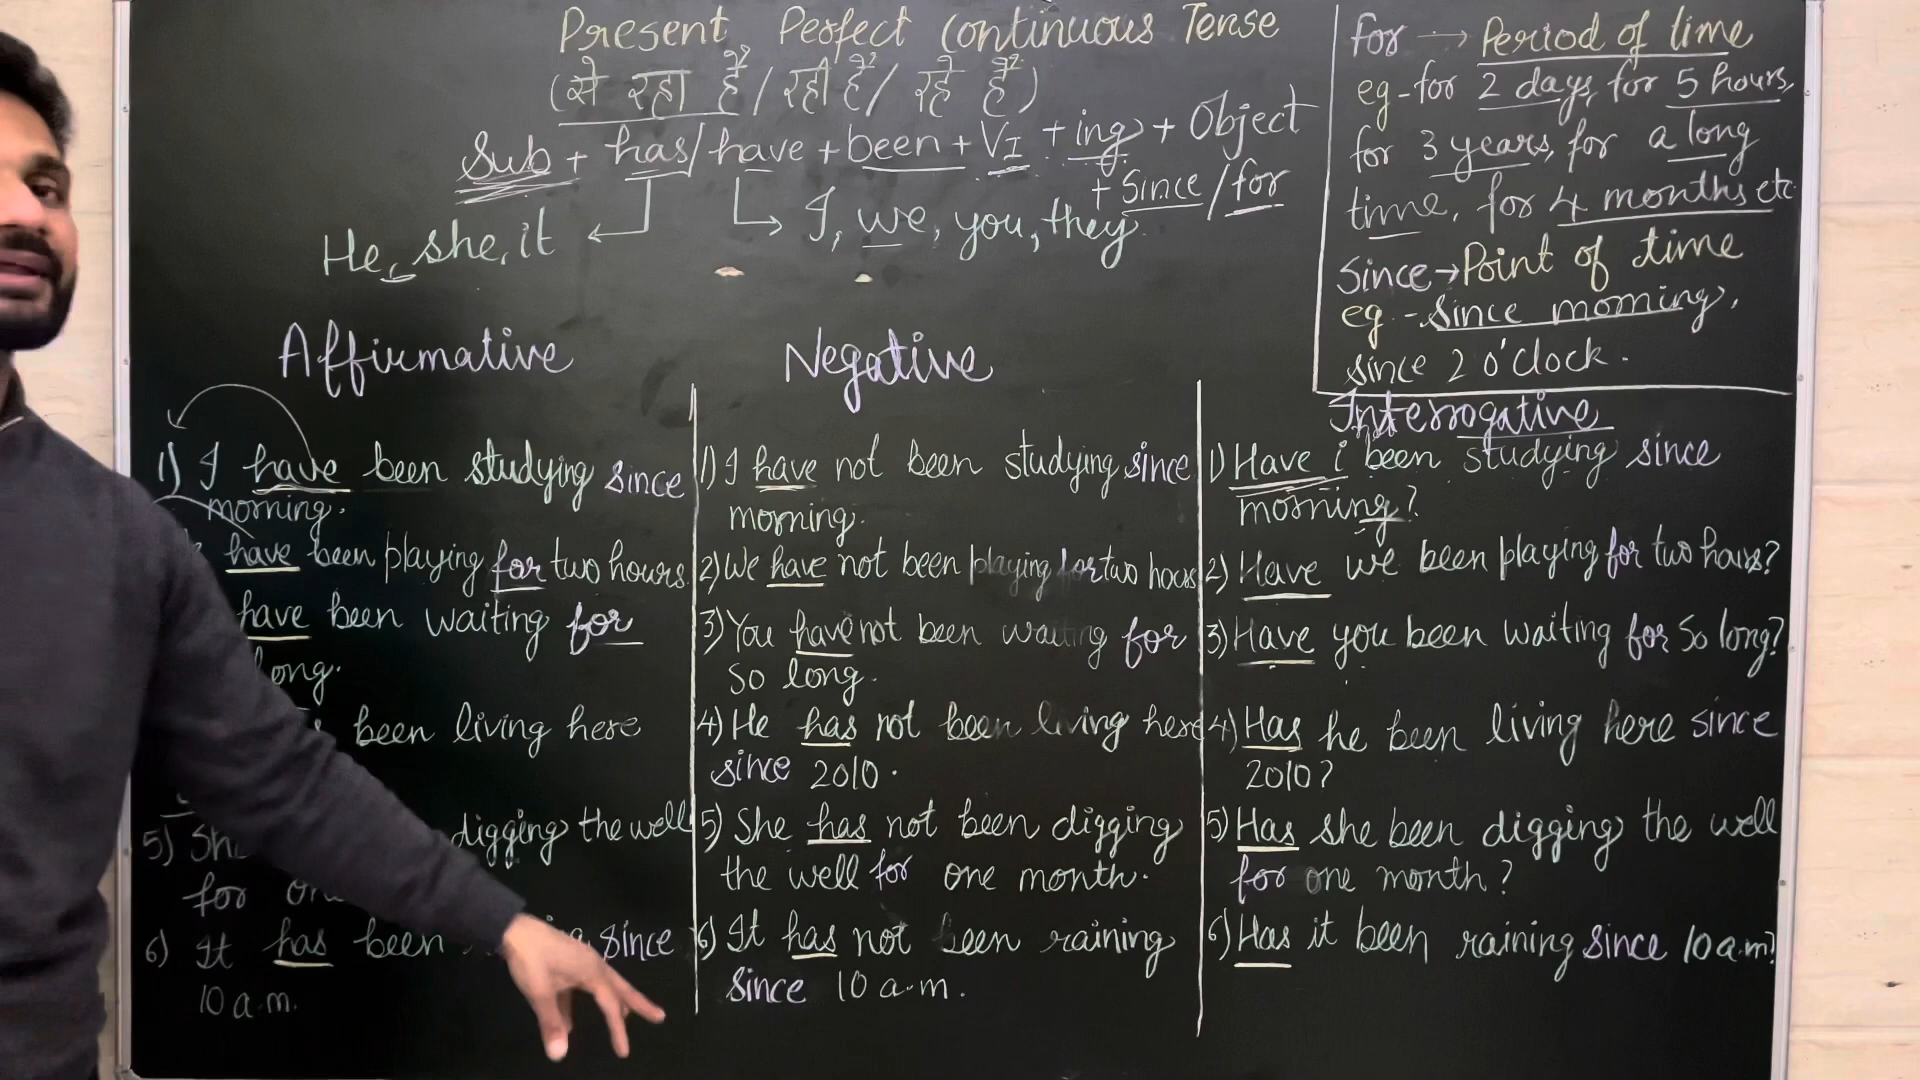 Present Perfect Continuous Tense
(से रहा है / रही है / रहे हैं)
Sub + has/have + been + V1 + ing + Object
+ Since/for
He, she, it
I, we, you, they
for → Period of time
eg - for 2 days, for 5 hours,
for 3 years, for a long
time, for 4 months etc
Since → Point of time
eg. - Since morning,
since 2 o'clock.
Affirmative
1) I have been studying since
morning.
have been playing for two hours.
have been waiting for
long.
been living here
5) She digging the well
for
6) It has been since
10 a.m.
Negative
1) I have not been studying since
morning.
2) We have not been playing for two hours
3) You have not been waiting for
so long.
4) He has not been living here
since 2010.
5) She has not been digging
the well for one month.
6) It has not been raining
since 10 a.m.
Interrogative
1) Have i been studying since
morning?
2) Have we been playing for two hours?
3) Have you been waiting for so long?
4) Has he been living here since
2010?
5) Has she been digging the well
for one month?
6) Has it been raining since 10 a.m?